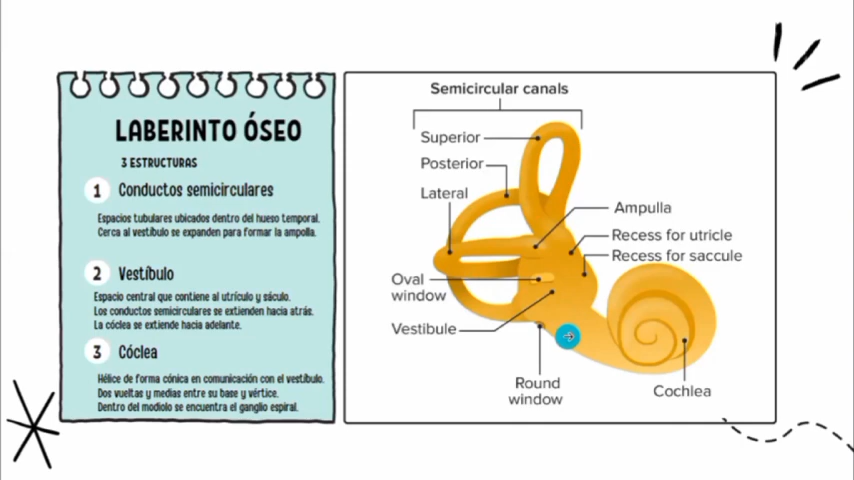 LABERINTO ÓSEO
3 ESTRUCTURAS
1 Conductos semicirculares
Espacios tubulares ubicados dentro del hueso temporal.
Cerca al vestíbulo se expanden para formar la ampolla.
2 Vestíbulo
Espacio central que contiene al utrículo y sáculo.
Los conductos semicirculares se extienden hacia atrás.
La cóclea se extiende hacia adelante.
3 Cóclea
Hélice de forma cónica en comunicación con el vestíbulo.
Dos vueltas y medias entre su base y vértice.
Dentro del modiolo se encuentra el ganglio espiral.
Semicircular canals
Superior
Posterior
Lateral
Ampulla
Recess for utricle
Recess for saccule
Oval
window
Vestibule
Round
window
Cochlea